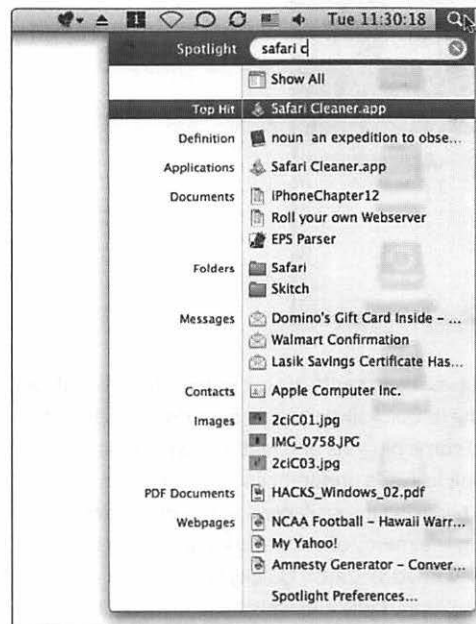 1 Tue 11:30:18
Spotlight safari c
Show All
Top Hit Safari Cleaner.app
Definition noun an expedition to obse...
Applications Safari Cleaner.app
Documents iPhoneChapter12
Roll your own Webserver
EPS Parser
Folders Safari
Skitch
Messages Domino's Gift Card Inside – ...
Walmart Confirmation
Lasik Savings Certificate Has...
Contacts Apple Computer Inc.
Images 2ciC01.jpg
IMG_0758.JPG
2ciC03.jpg
PDF Documents HACKS_Windows_02.pdf
Webpages NCAA Football – Hawaii Warr...
My Yahoo!
Amnesty Generator – Conver...
Spotlight Preferences...